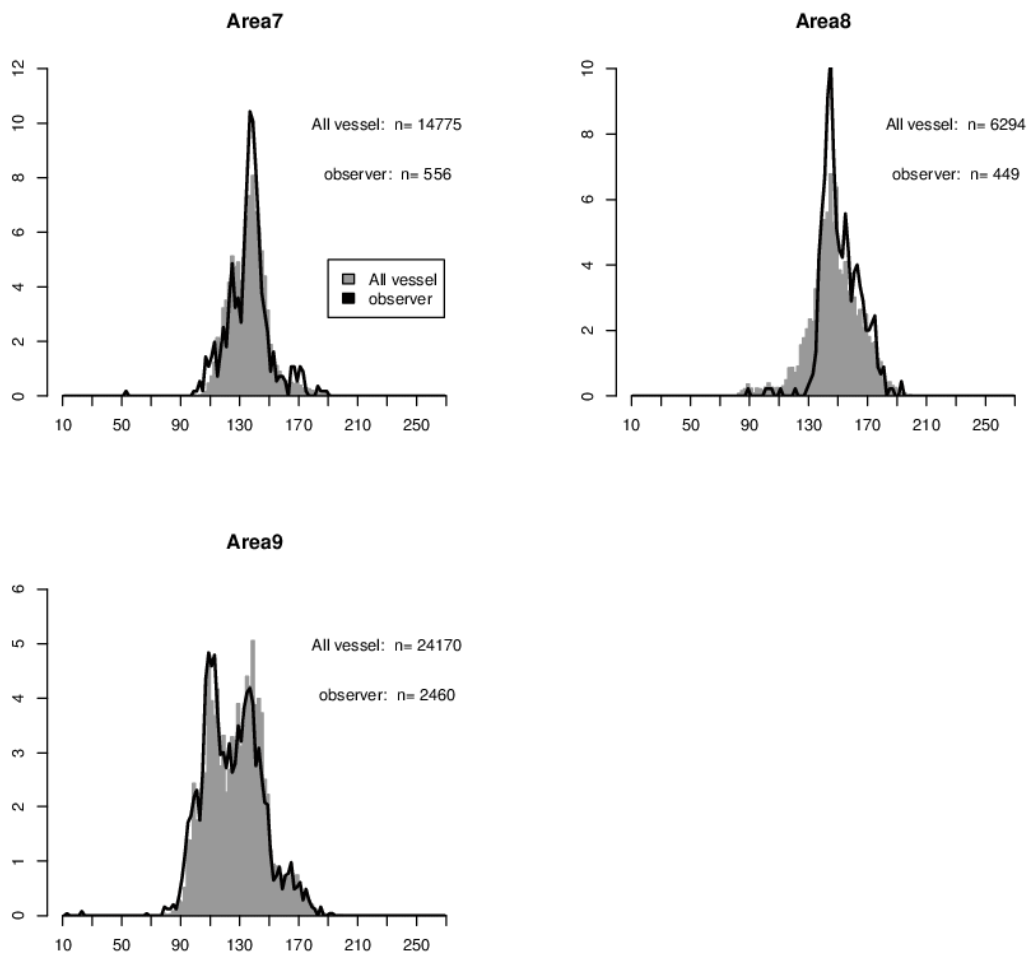 Area7
12
10
8
6
4
2
0
All vessel: n= 14775
observer: n= 556
All vessel
observer
10 50 90 130 170 210 250
Area8
10
8
6
4
2
0
All vessel: n= 6294
observer: n= 449
10 50 90 130 170 210 250
Area9
6
5
4
3
2
1
0
All vessel: n= 24170
observer: n= 2460
10 50 90 130 170 210 250